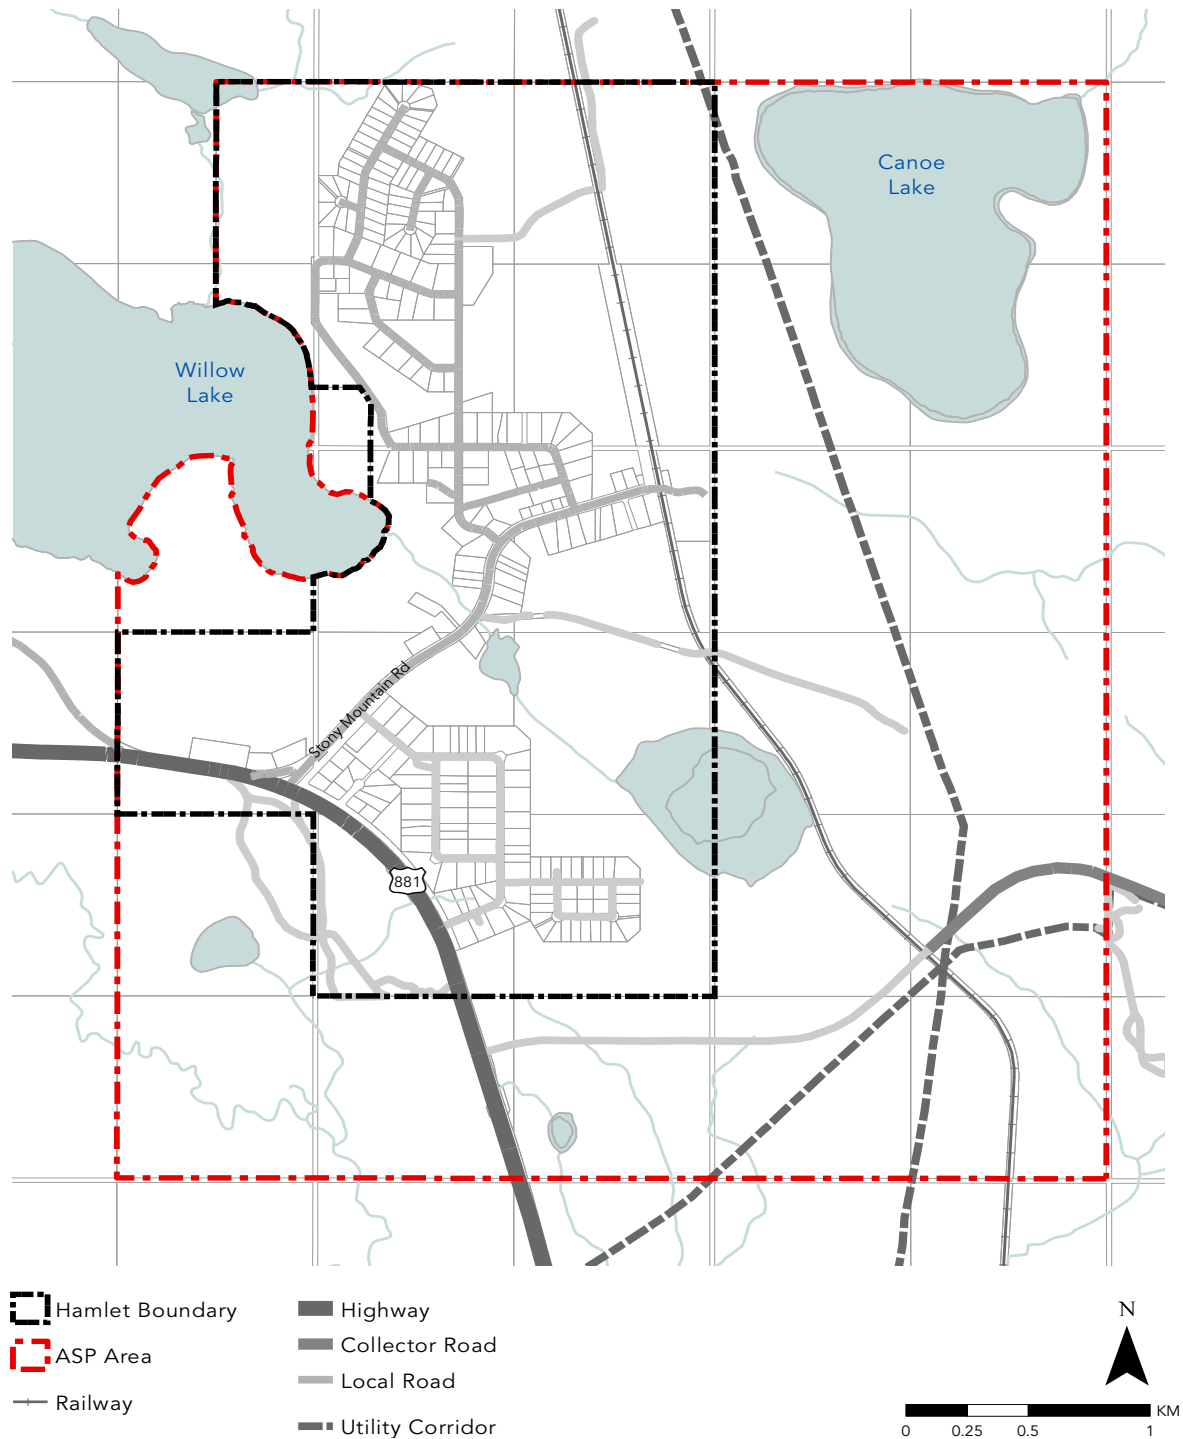 Canoe
Lake
Willow
Lake
Stony Mountain Rd
881
Hamlet Boundary
ASP Area
Railway
Highway
Collector Road
Local Road
Utility Corridor
N
KM
0 0.25 0.5 1